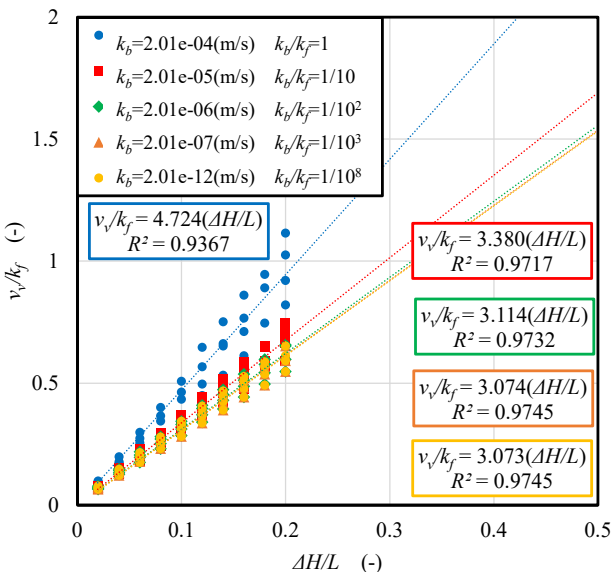 2
1.5
1
0.5
0
0
0.1
0.2
0.3
0.4
0.5
v_v/k_f (-)
ΔH/L (-)
k_b=2.01e-04(m/s) k_b/k_f=1
k_b=2.01e-05(m/s) k_b/k_f=1/10
k_b=2.01e-06(m/s) k_b/k_f=1/10²
k_b=2.01e-07(m/s) k_b/k_f=1/10³
k_b=2.01e-12(m/s) k_b/k_f=1/10⁸
v_v/k_f = 4.724(ΔH/L)
R² = 0.9367
v_v/k_f = 3.380(ΔH/L)
R² = 0.9717
v_v/k_f = 3.114(ΔH/L)
R² = 0.9732
v_v/k_f = 3.074(ΔH/L)
R² = 0.9745
v_v/k_f = 3.073(ΔH/L)
R² = 0.9745